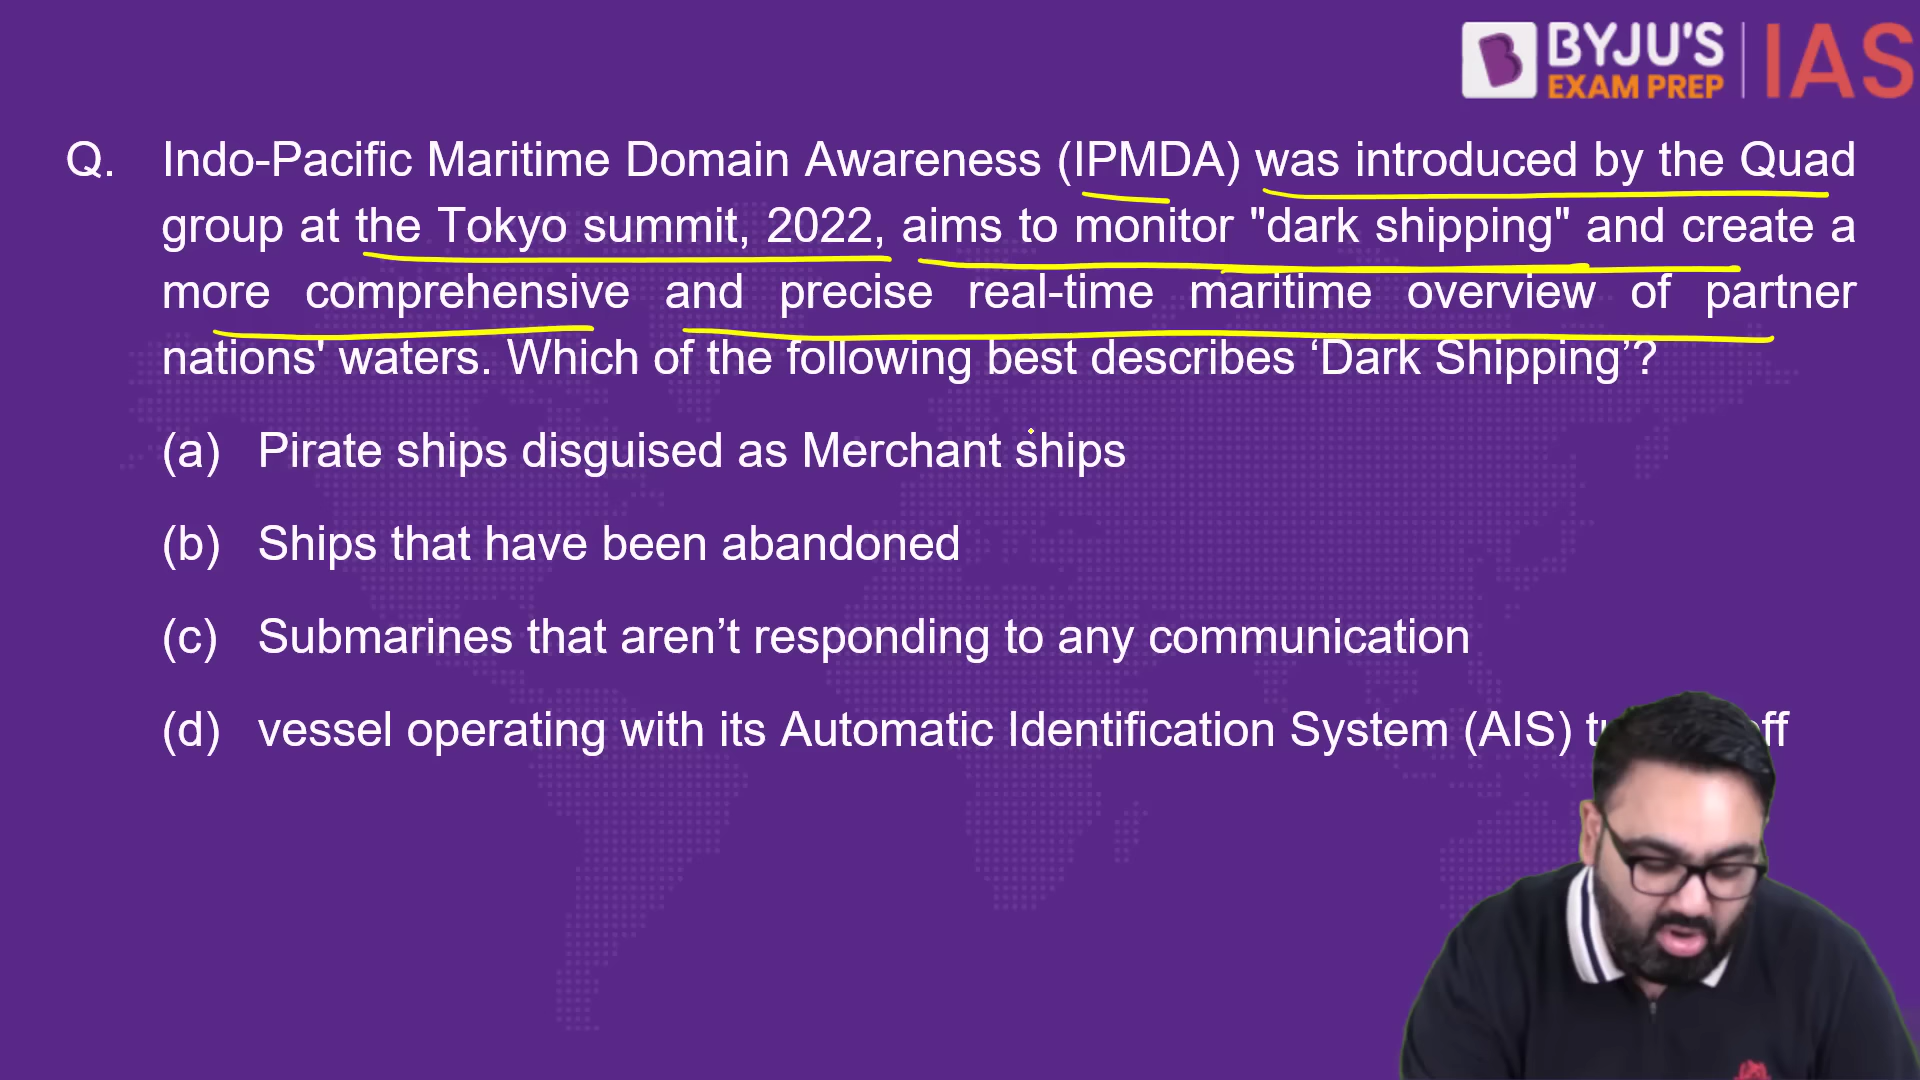 BYJU'S
EXAM PREP
IAS
Q. Indo-Pacific Maritime Domain Awareness (IPMDA) was introduced by the Quad
group at the Tokyo summit, 2022, aims to monitor "dark shipping" and create a
more comprehensive and precise real-time maritime overview of partner
nations' waters. Which of the following best describes ‘Dark Shipping’?
(a) Pirate ships disguised as Merchant ships
(b) Ships that have been abandoned
(c) Submarines that aren’t responding to any communication
(d) vessel operating with its Automatic Identification System (AIS)